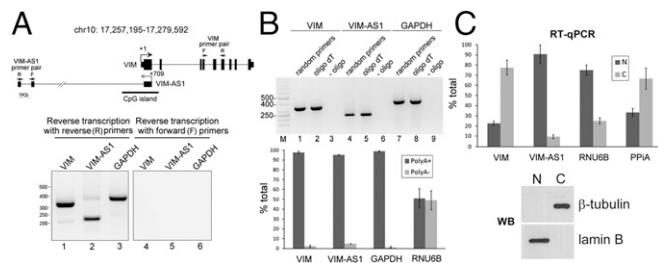 A
chr10: 17,257,195-17,279,592
VIM primer pair
F R
+1
VIM
VIM-AS1 primer pair
R F
+709
VIM-AS1
1Kb
CpG island
Reverse transcription with reverse (R) primers
Reverse transcription with forward (F) primers
VIM VIM-AS1 GAPDH VIM VIM-AS1 GAPDH
500
400
300
200
1 2 3 4 5 6
B
VIM VIM-AS1 GAPDH
random primers oligo dT - oligo random primers oligo dT - oligo random primers oligo dT - oligo
500
400
250
M 1 2 3 4 5 6 7 8 9
% total
100
80
60
40
20
0
PolyA+
PolyA-
VIM VIM-AS1 GAPDH RNU6B
C
RT-qPCR
% total
100
80
60
40
20
0
N
C
VIM VIM-AS1 RNU6B PPiA
N C
WB
β-tubulin
lamin B